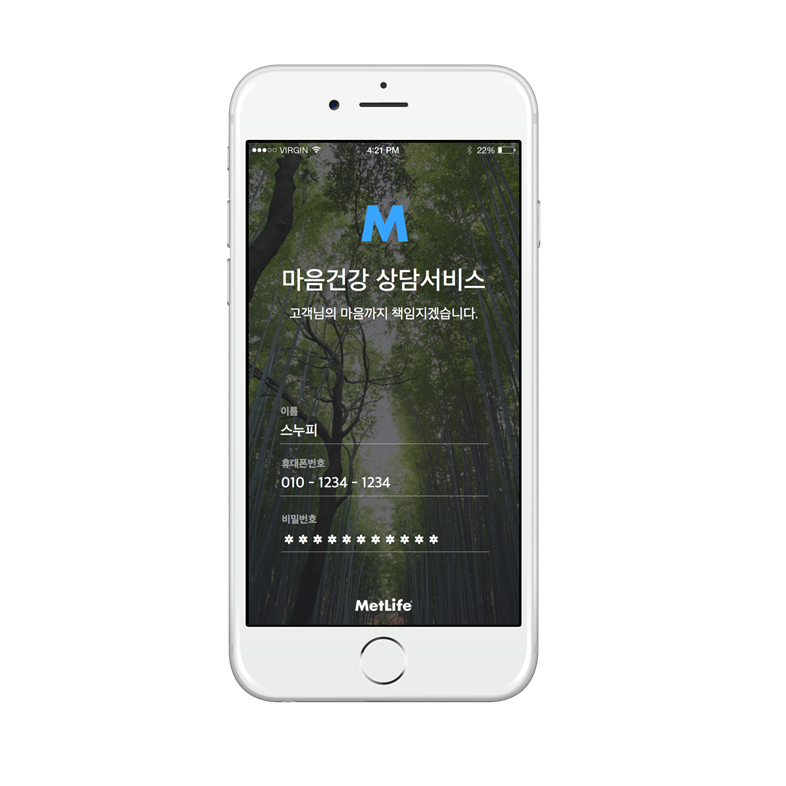 VIRGIN 4:21 PM 22%
M
마음건강 상담서비스
고객님의 마음까지 책임지겠습니다.
이름
스누피
휴대폰번호
010 - 1234 - 1234
비밀번호
***********
MetLife